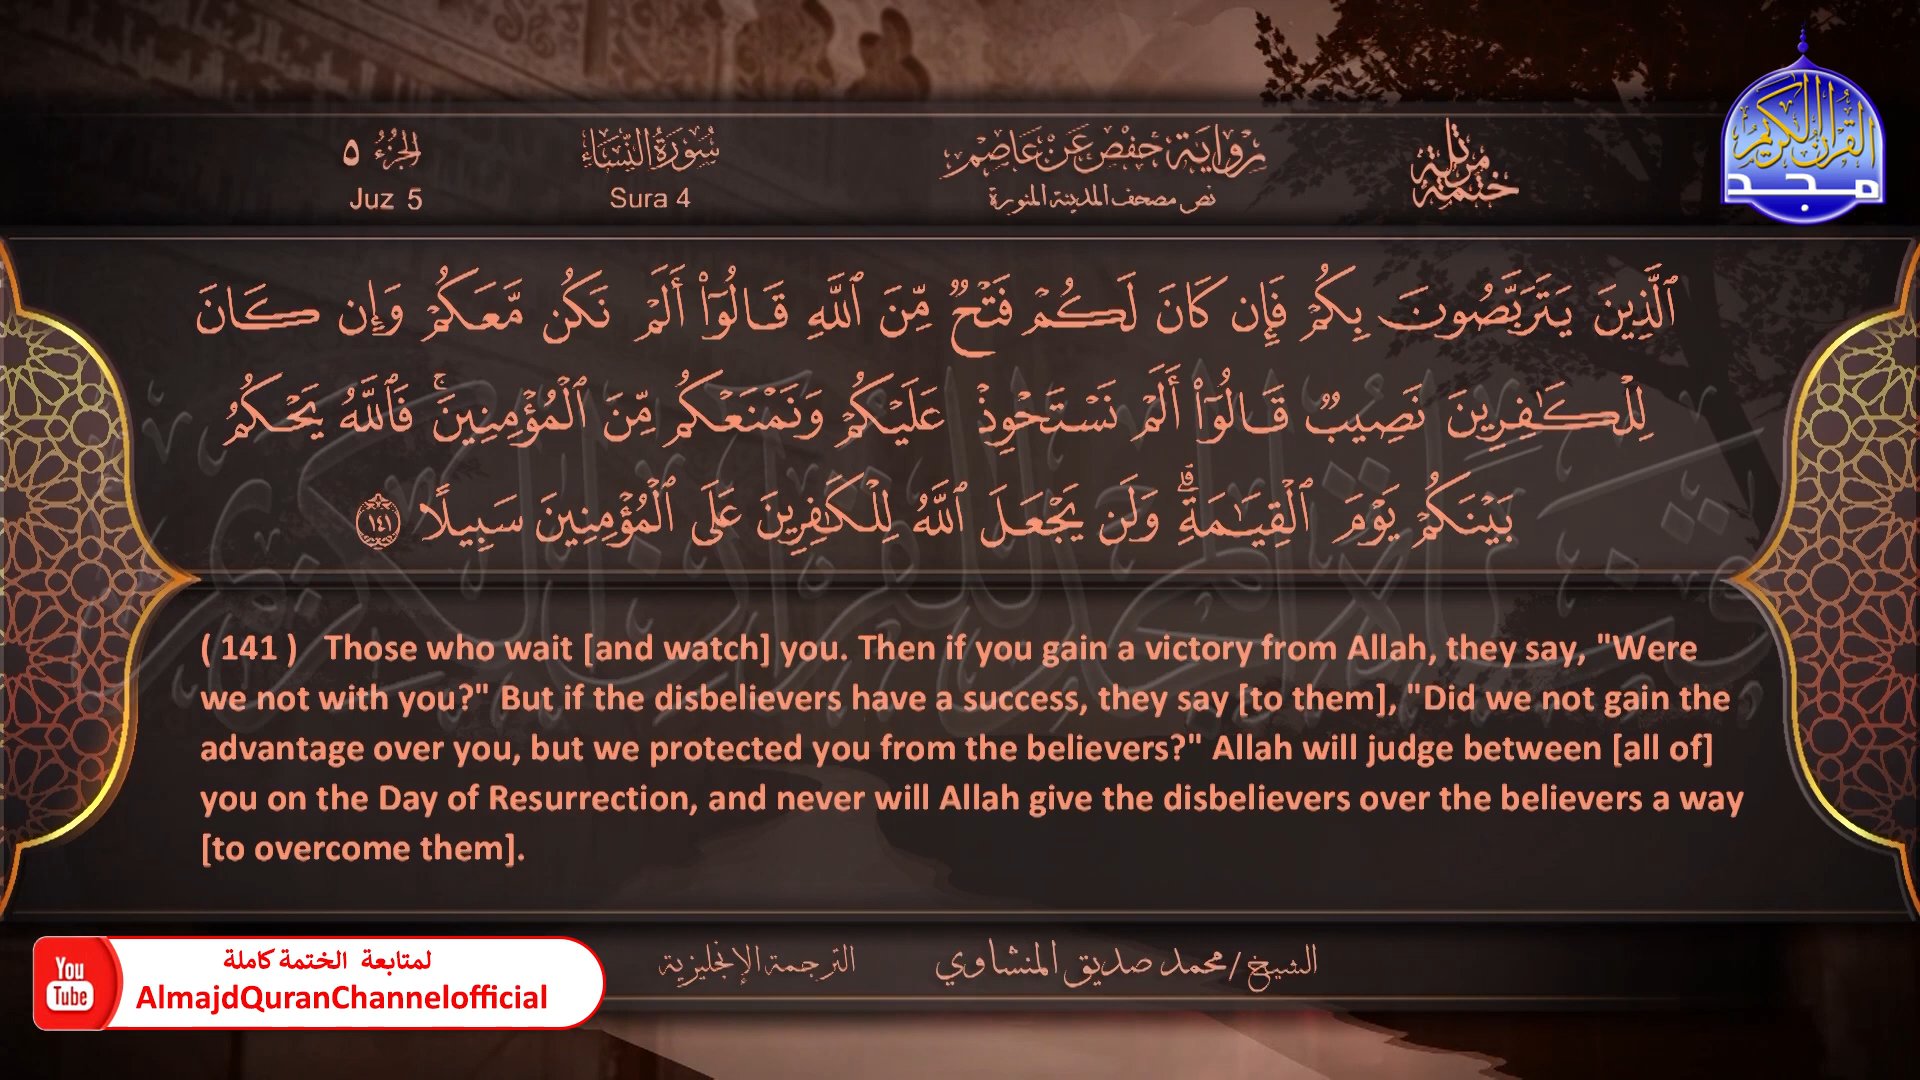 ختمة مرتلة
رواية حفص عن عاصم
نص مصحف المدينة المنورة
سُورَةُ النِّسَاءِ
Sura 4
الجُزْءُ ٥
Juz 5
القرآن الكريم
مجد
ٱلَّذِينَ يَتَرَبَّصُونَ بِكُمْ فَإِن كَانَ لَكُمْ فَتْحٌ مِّنَ ٱللَّهِ قَالُوٓا۟ أَلَمْ نَكُن مَّعَكُمْ وَإِن كَانَ
لِلْكَـٰفِرِينَ نَصِيبٌ قَالُوٓا۟ أَلَمْ نَسْتَحْوِذْ عَلَيْكُمْ وَنَمْنَعْكُم مِّنَ ٱلْمُؤْمِنِينَ ۚ فَٱللَّهُ يَحْكُمُ
بَيْنَكُمْ يَوْمَ ٱلْقِيَـٰمَةِ ۗ وَلَن يَجْعَلَ ٱللَّهُ لِلْكَـٰفِرِينَ عَلَى ٱلْمُؤْمِنِينَ سَبِيلًا ١٤١
( 141 ) Those who wait [and watch] you. Then if you gain a victory from Allah, they say, "Were
we not with you?" But if the disbelievers have a success, they say [to them], "Did we not gain the
advantage over you, but we protected you from the believers?" Allah will judge between [all of]
you on the Day of Resurrection, and never will Allah give the disbelievers over the believers a way
[to overcome them].
الشيخ / محمد صديق المنشاوي
الترجمة الإنجليزية
You
Tube
لمتابعة الختمة كاملة
AlmajdQuranChannelofficial